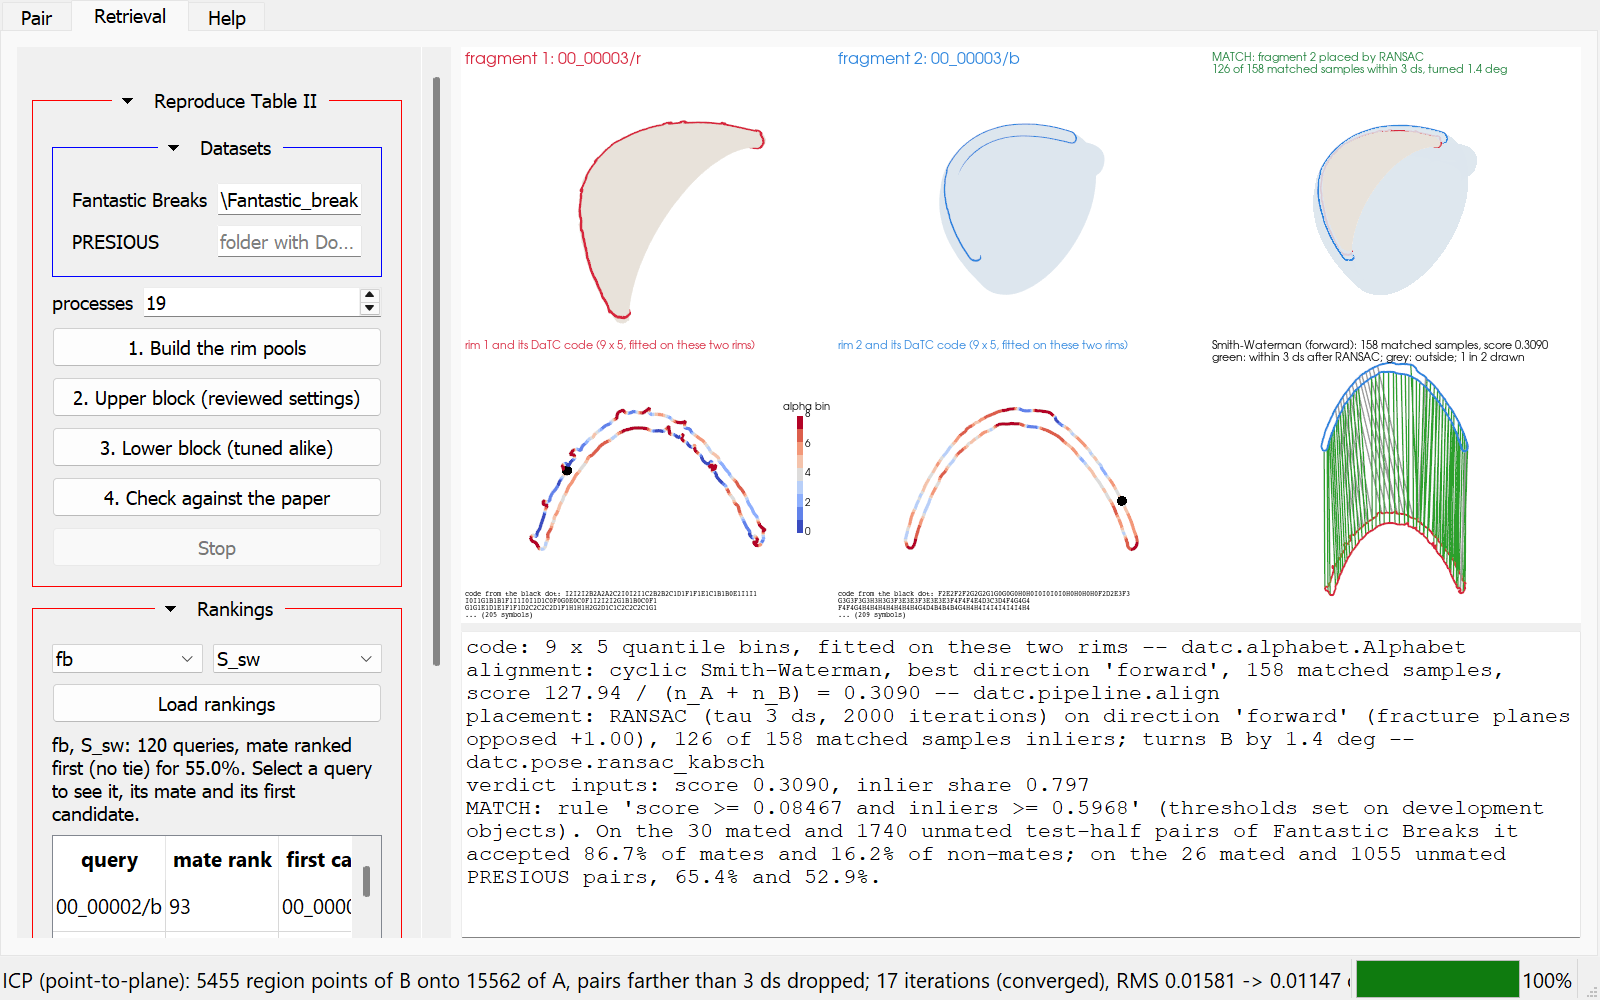 Pair
Retrieval
Help
Reproduce Table II
Datasets
Fantastic Breaks
\Fantastic_break
PRESIOUS
folder with Do...
processes
19
1. Build the rim pools
2. Upper block (reviewed settings)
3. Lower block (tuned alike)
4. Check against the paper
Stop
Rankings
fb
S_sw
Load rankings
fb, S_sw: 120 queries, mate ranked
first (no tie) for 55.0%. Select a query
to see it, its mate and its first
candidate.
query
mate rank
first ca
00_00002/b
93
00_000
fragment 1: 00_00003/r
fragment 2: 00_00003/b
MATCH: fragment 2 placed by RANSAC
126 of 158 matched samples within 3 ds, turned 1.4 deg
rim 1 and its DaTC code (9 x 5, fitted on these two rims)
rim 2 and its DaTC code (9 x 5, fitted on these two rims)
Smith-Waterman (forward): 158 matched samples, score 0.3090
green: within 3 ds after RANSAC; grey: outside; 1 in 2 drawn
alpha bin
8
6
4
2
0
code from the black dot:
... (205 symbols)
code from the black dot:
... (209 symbols)
code: 9 x 5 quantile bins, fitted on these two rims -- datc.alphabet.Alphabet
alignment: cyclic Smith-Waterman, best direction 'forward', 158 matched samples,
score 127.94 / (n_A + n_B) = 0.3090 -- datc.pipeline.align
placement: RANSAC (tau 3 ds, 2000 iterations) on direction 'forward' (fracture planes
opposed +1.00), 126 of 158 matched samples inliers; turns B by 1.4 deg --
datc.pose.ransac_kabsch
verdict inputs: score 0.3090, inlier share 0.797
MATCH: rule 'score >= 0.08467 and inliers >= 0.5968' (thresholds set on development
objects). On the 30 mated and 1740 unmated test-half pairs of Fantastic Breaks it
accepted 86.7% of mates and 16.2% of non-mates; on the 26 mated and 1055 unmated
PRESIOUS pairs, 65.4% and 52.9%.
ICP (point-to-plane): 5455 region points of B onto 15562 of A, pairs farther than 3 ds dropped; 17 iterations (converged), RMS 0.01581 -> 0.01147
100%